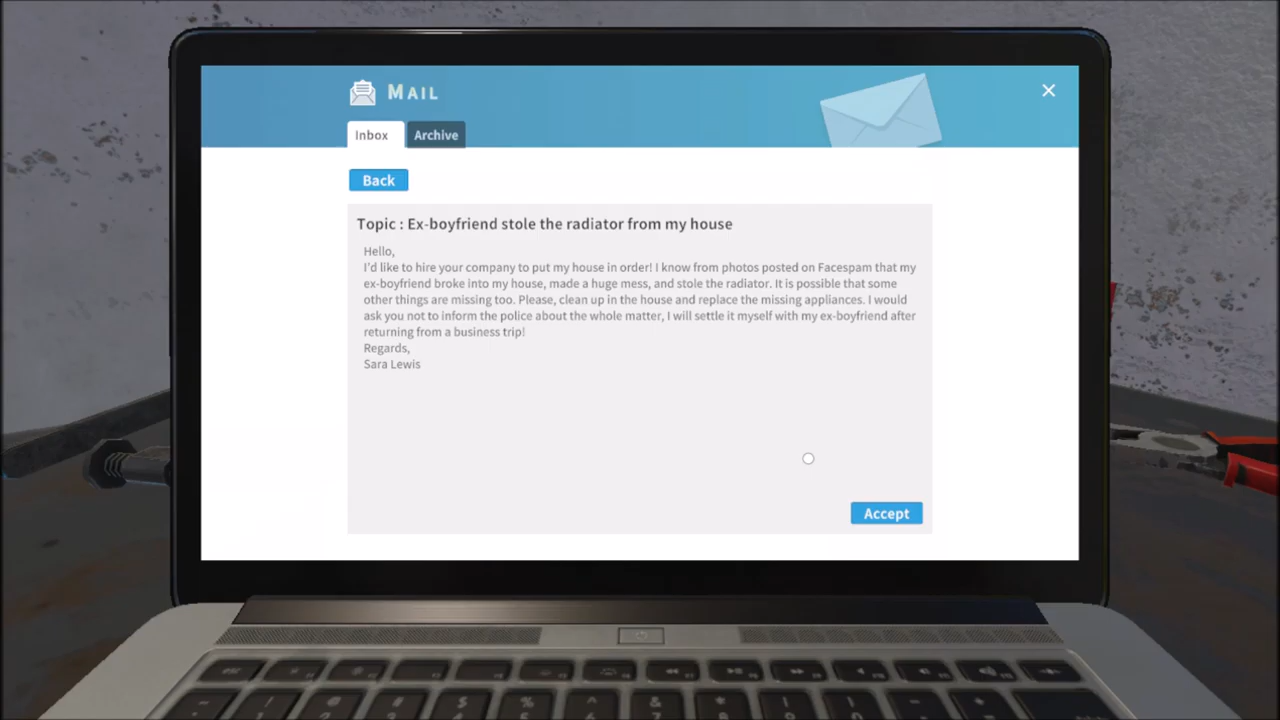 MAIL
Inbox
Archive
Back
Topic : Ex-boyfriend stole the radiator from my house
Hello,
I'd like to hire your company to put my house in order! I know from photos posted on Facespam that my
ex-boyfriend broke into my house, made a huge mess, and stole the radiator. It is possible that some
other things are missing too. Please, clean up in the house and replace the missing appliances. I would
ask you not to inform the police about the whole matter, I will settle it myself with my ex-boyfriend after
returning from a business trip!
Regards,
Sara Lewis
Accept